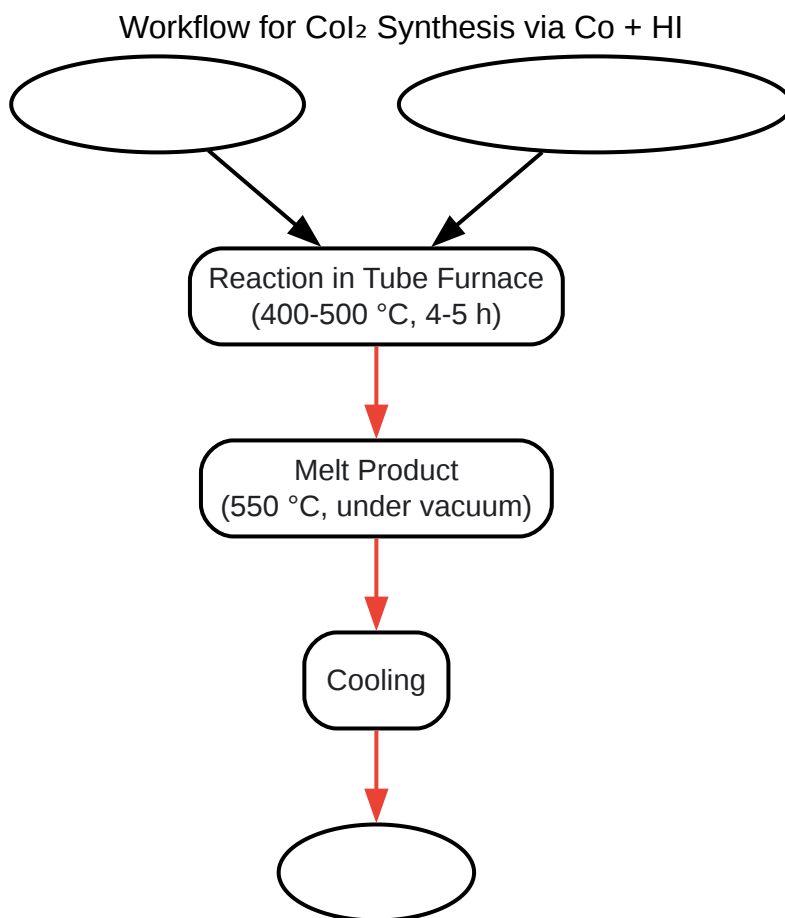 Workflow for CoI₂ Synthesis via Co + HI
Reaction in Tube Furnace
(400-500 °C, 4-5 h)
Melt Product
(550 °C, under vacuum)
Cooling